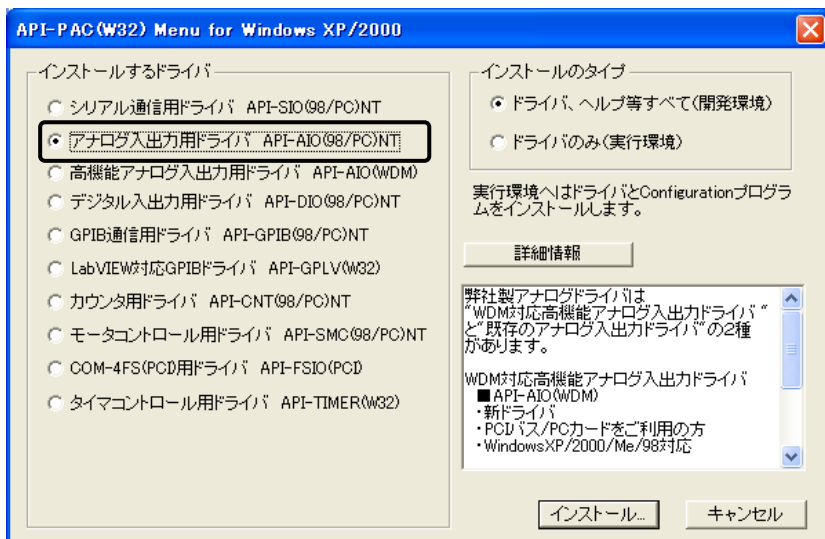 API-PAC(W32) Menu for Windows XP/2000
インストールするドライバ
シリアル通信用ドライバ API-SIO(98/PC)NT
アナログ入出力用ドライバ API-AIO(98/PC)NT
高機能アナログ入出力用ドライバ API-AIO(WDM)
デジタル入出力用ドライバ API-DIO(98/PC)NT
GPIB通信用ドライバ API-GPIB(98/PC)NT
LabVIEW対応GPIBドライバ API-GPLV(W32)
カウンタ用ドライバ API-CNT(98/PC)NT
モータコントロール用ドライバ API-SMC(98/PC)NT
COM-4FS(PCI)用ドライバ API-FSIO(PCI)
タイマコントロール用ドライバ API-TIMER(W32)
インストールのタイプ
ドライバ、ヘルプ等すべて(開発環境)
ドライバのみ(実行環境)
実行環境へはドライバとConfigurationプログラ
ムをインストールします。
詳細情報
弊社製アナログドライバは
"WDM対応高機能アナログ入出力ドライバ"
と"既存のアナログ入出力ドライバ"の2種
があります。
WDM対応高機能アナログ入出力ドライバ
■API-AIO(WDM)
・新ドライバ
・PCIバス/PCカードをご利用の方
・WindowsXP/2000/Me/98対応
インストール...
キャンセル